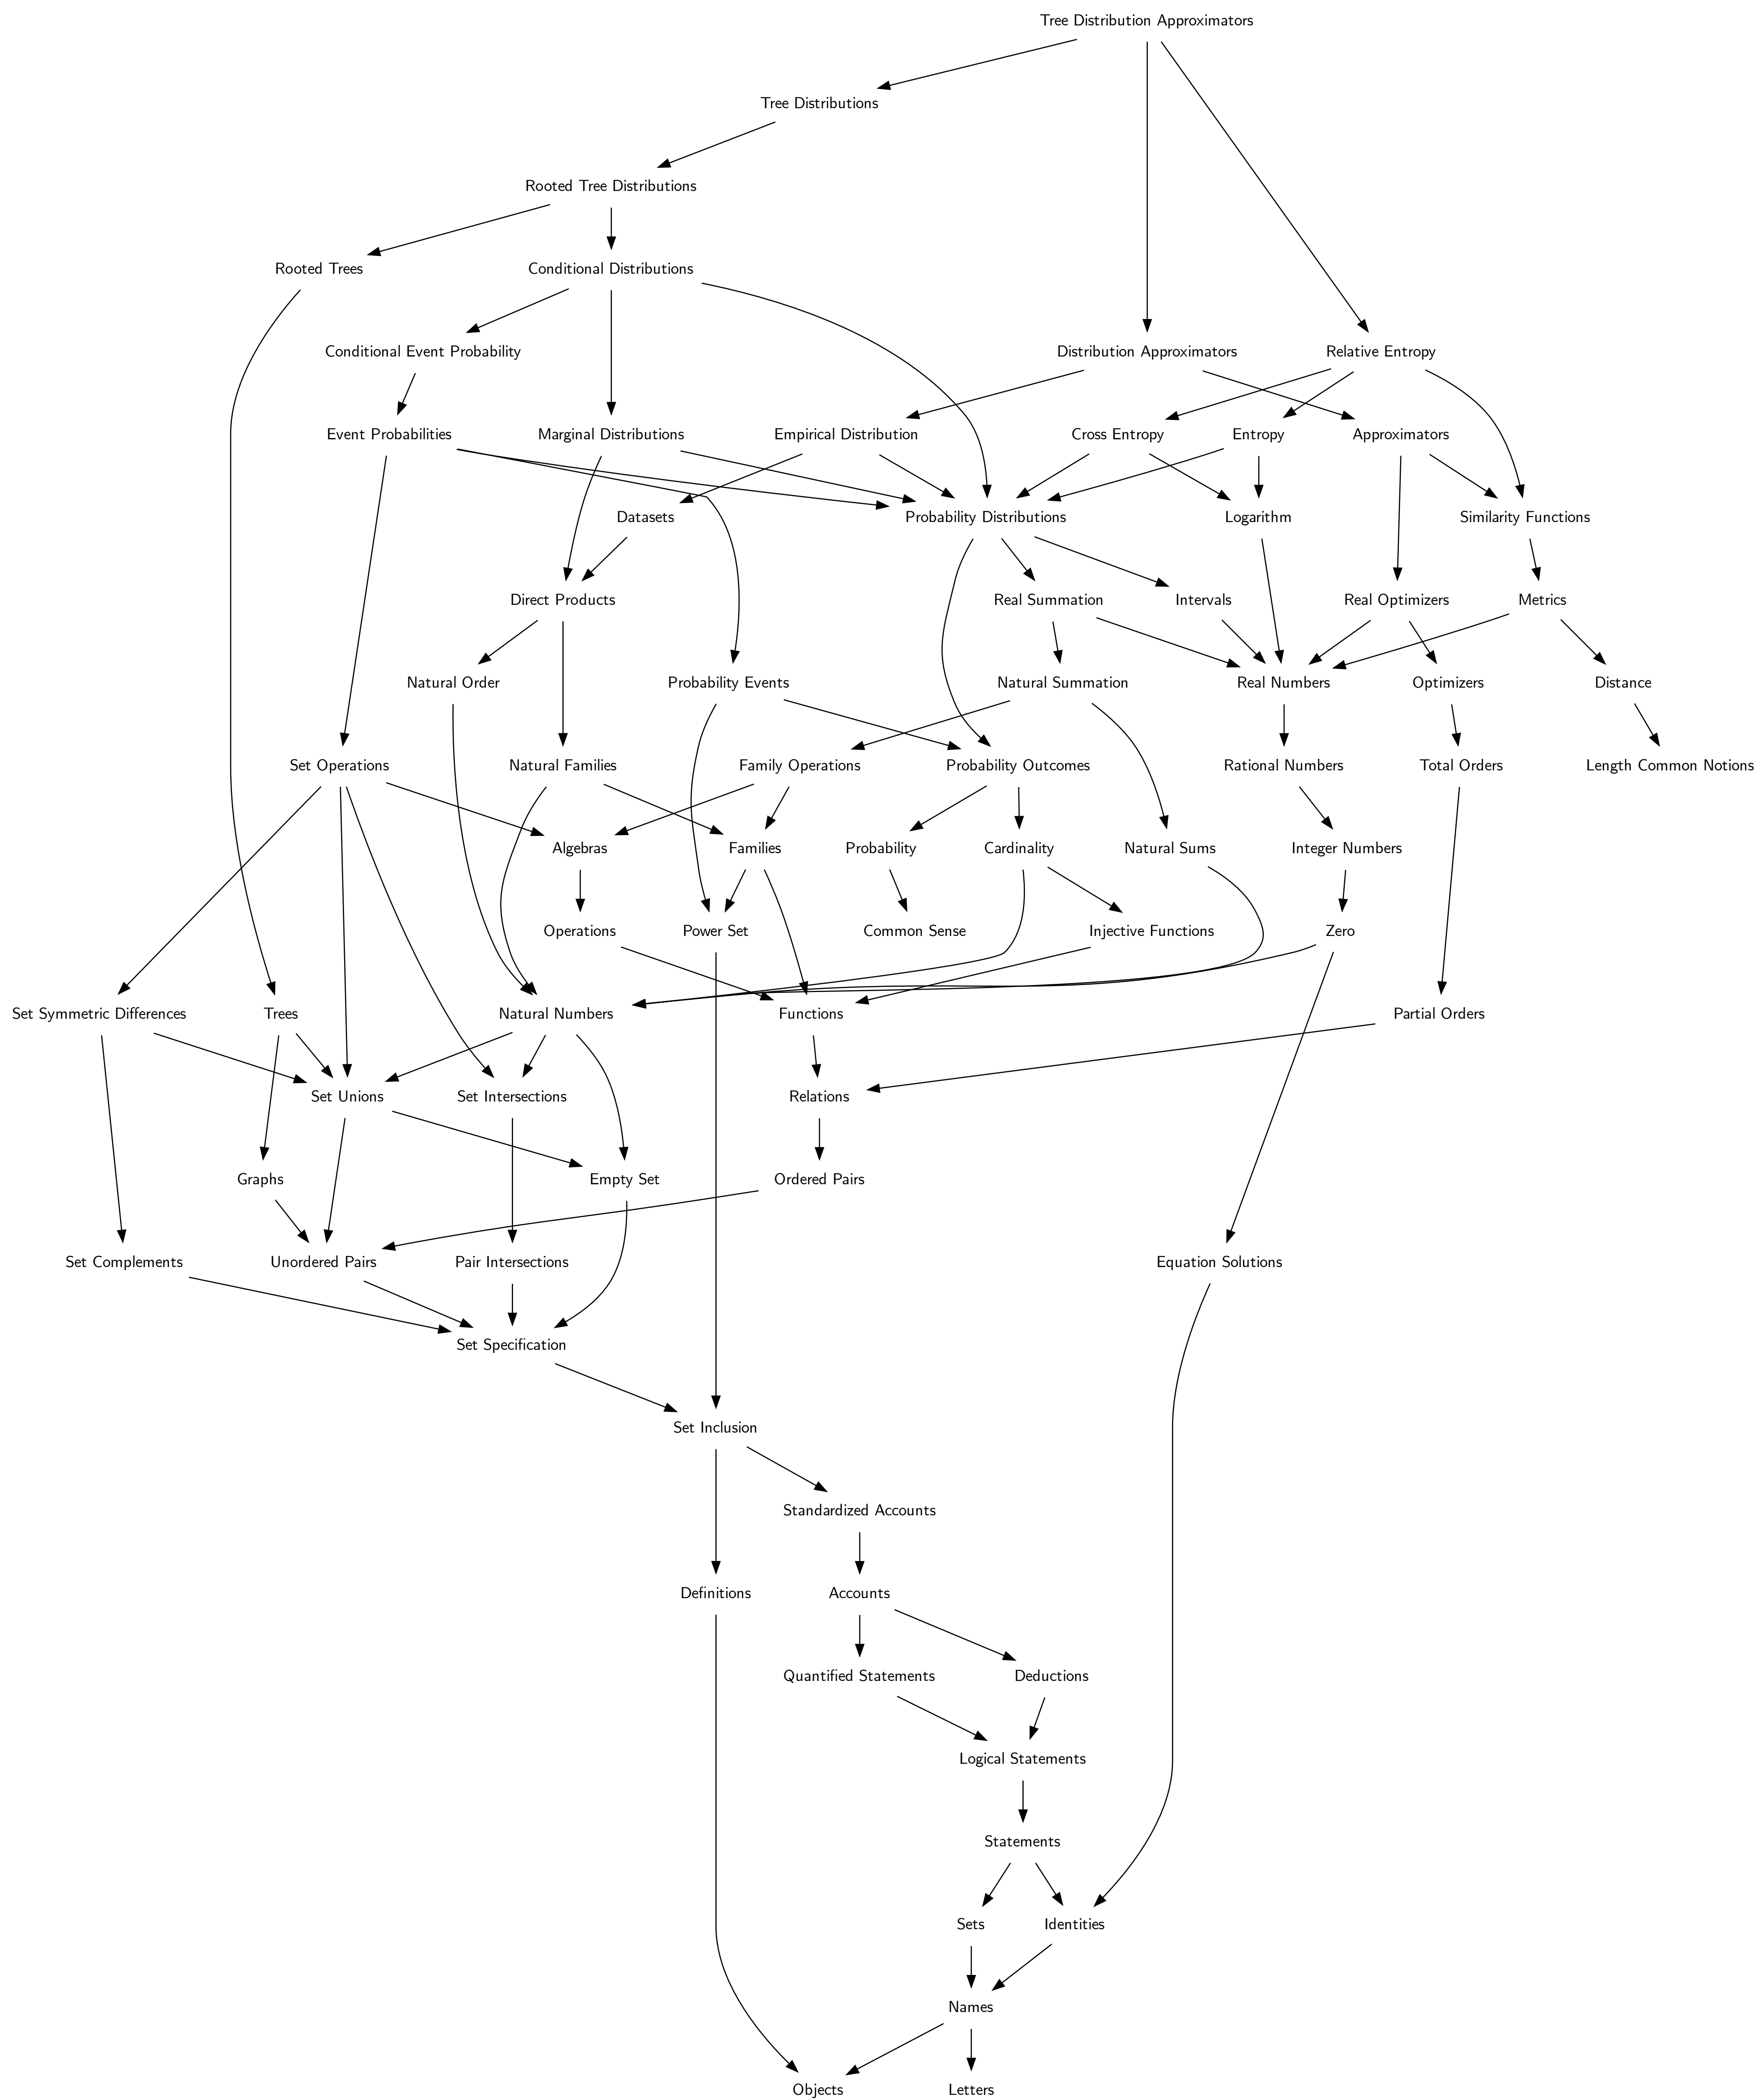 Tree Distribution Approximators
Tree Distributions
Rooted Tree Distributions
Rooted Trees
Conditional Distributions
Conditional Event Probability
Distribution Approximators
Relative Entropy
Event Probabilities
Marginal Distributions
Empirical Distribution
Cross Entropy
Entropy
Approximators
Datasets
Probability Distributions
Logarithm
Similarity Functions
Direct Products
Real Summation
Intervals
Real Optimizers
Metrics
Natural Order
Probability Events
Natural Summation
Real Numbers
Optimizers
Distance
Set Operations
Natural Families
Family Operations
Probability Outcomes
Rational Numbers
Total Orders
Length Common Notions
Algebras
Families
Probability
Cardinality
Natural Sums
Integer Numbers
Operations
Power Set
Common Sense
Injective Functions
Zero
Set Symmetric Differences
Trees
Natural Numbers
Functions
Partial Orders
Set Unions
Set Intersections
Relations
Graphs
Empty Set
Ordered Pairs
Set Complements
Unordered Pairs
Pair Intersections
Equation Solutions
Set Specification
Set Inclusion
Standardized Accounts
Definitions
Accounts
Quantified Statements
Deductions
Logical Statements
Statements
Sets
Identities
Names
Objects
Letters